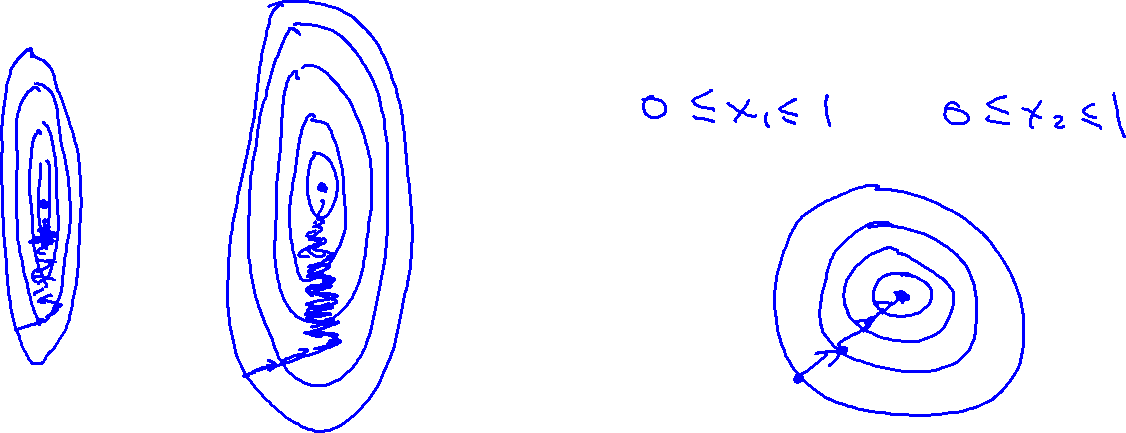 0 ≤ x₁ ≤ 1 0 ≤ x₂ ≤ 1